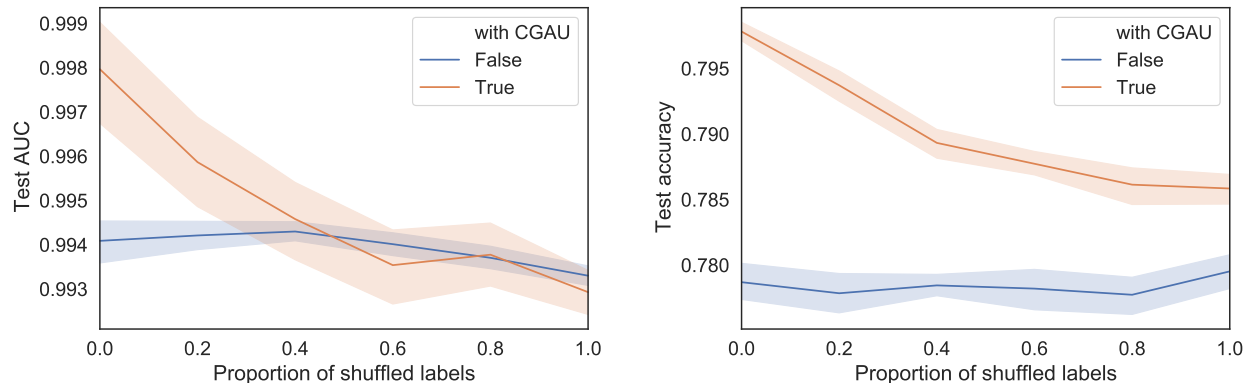 0.999
0.998
0.997
0.996
0.995
0.994
0.993
Test AUC
with CGAU
False
True
0.0 0.2 0.4 0.6 0.8 1.0
Proportion of shuffled labels
0.795
0.790
0.785
0.780
Test accuracy
with CGAU
False
True
0.0 0.2 0.4 0.6 0.8 1.0
Proportion of shuffled labels